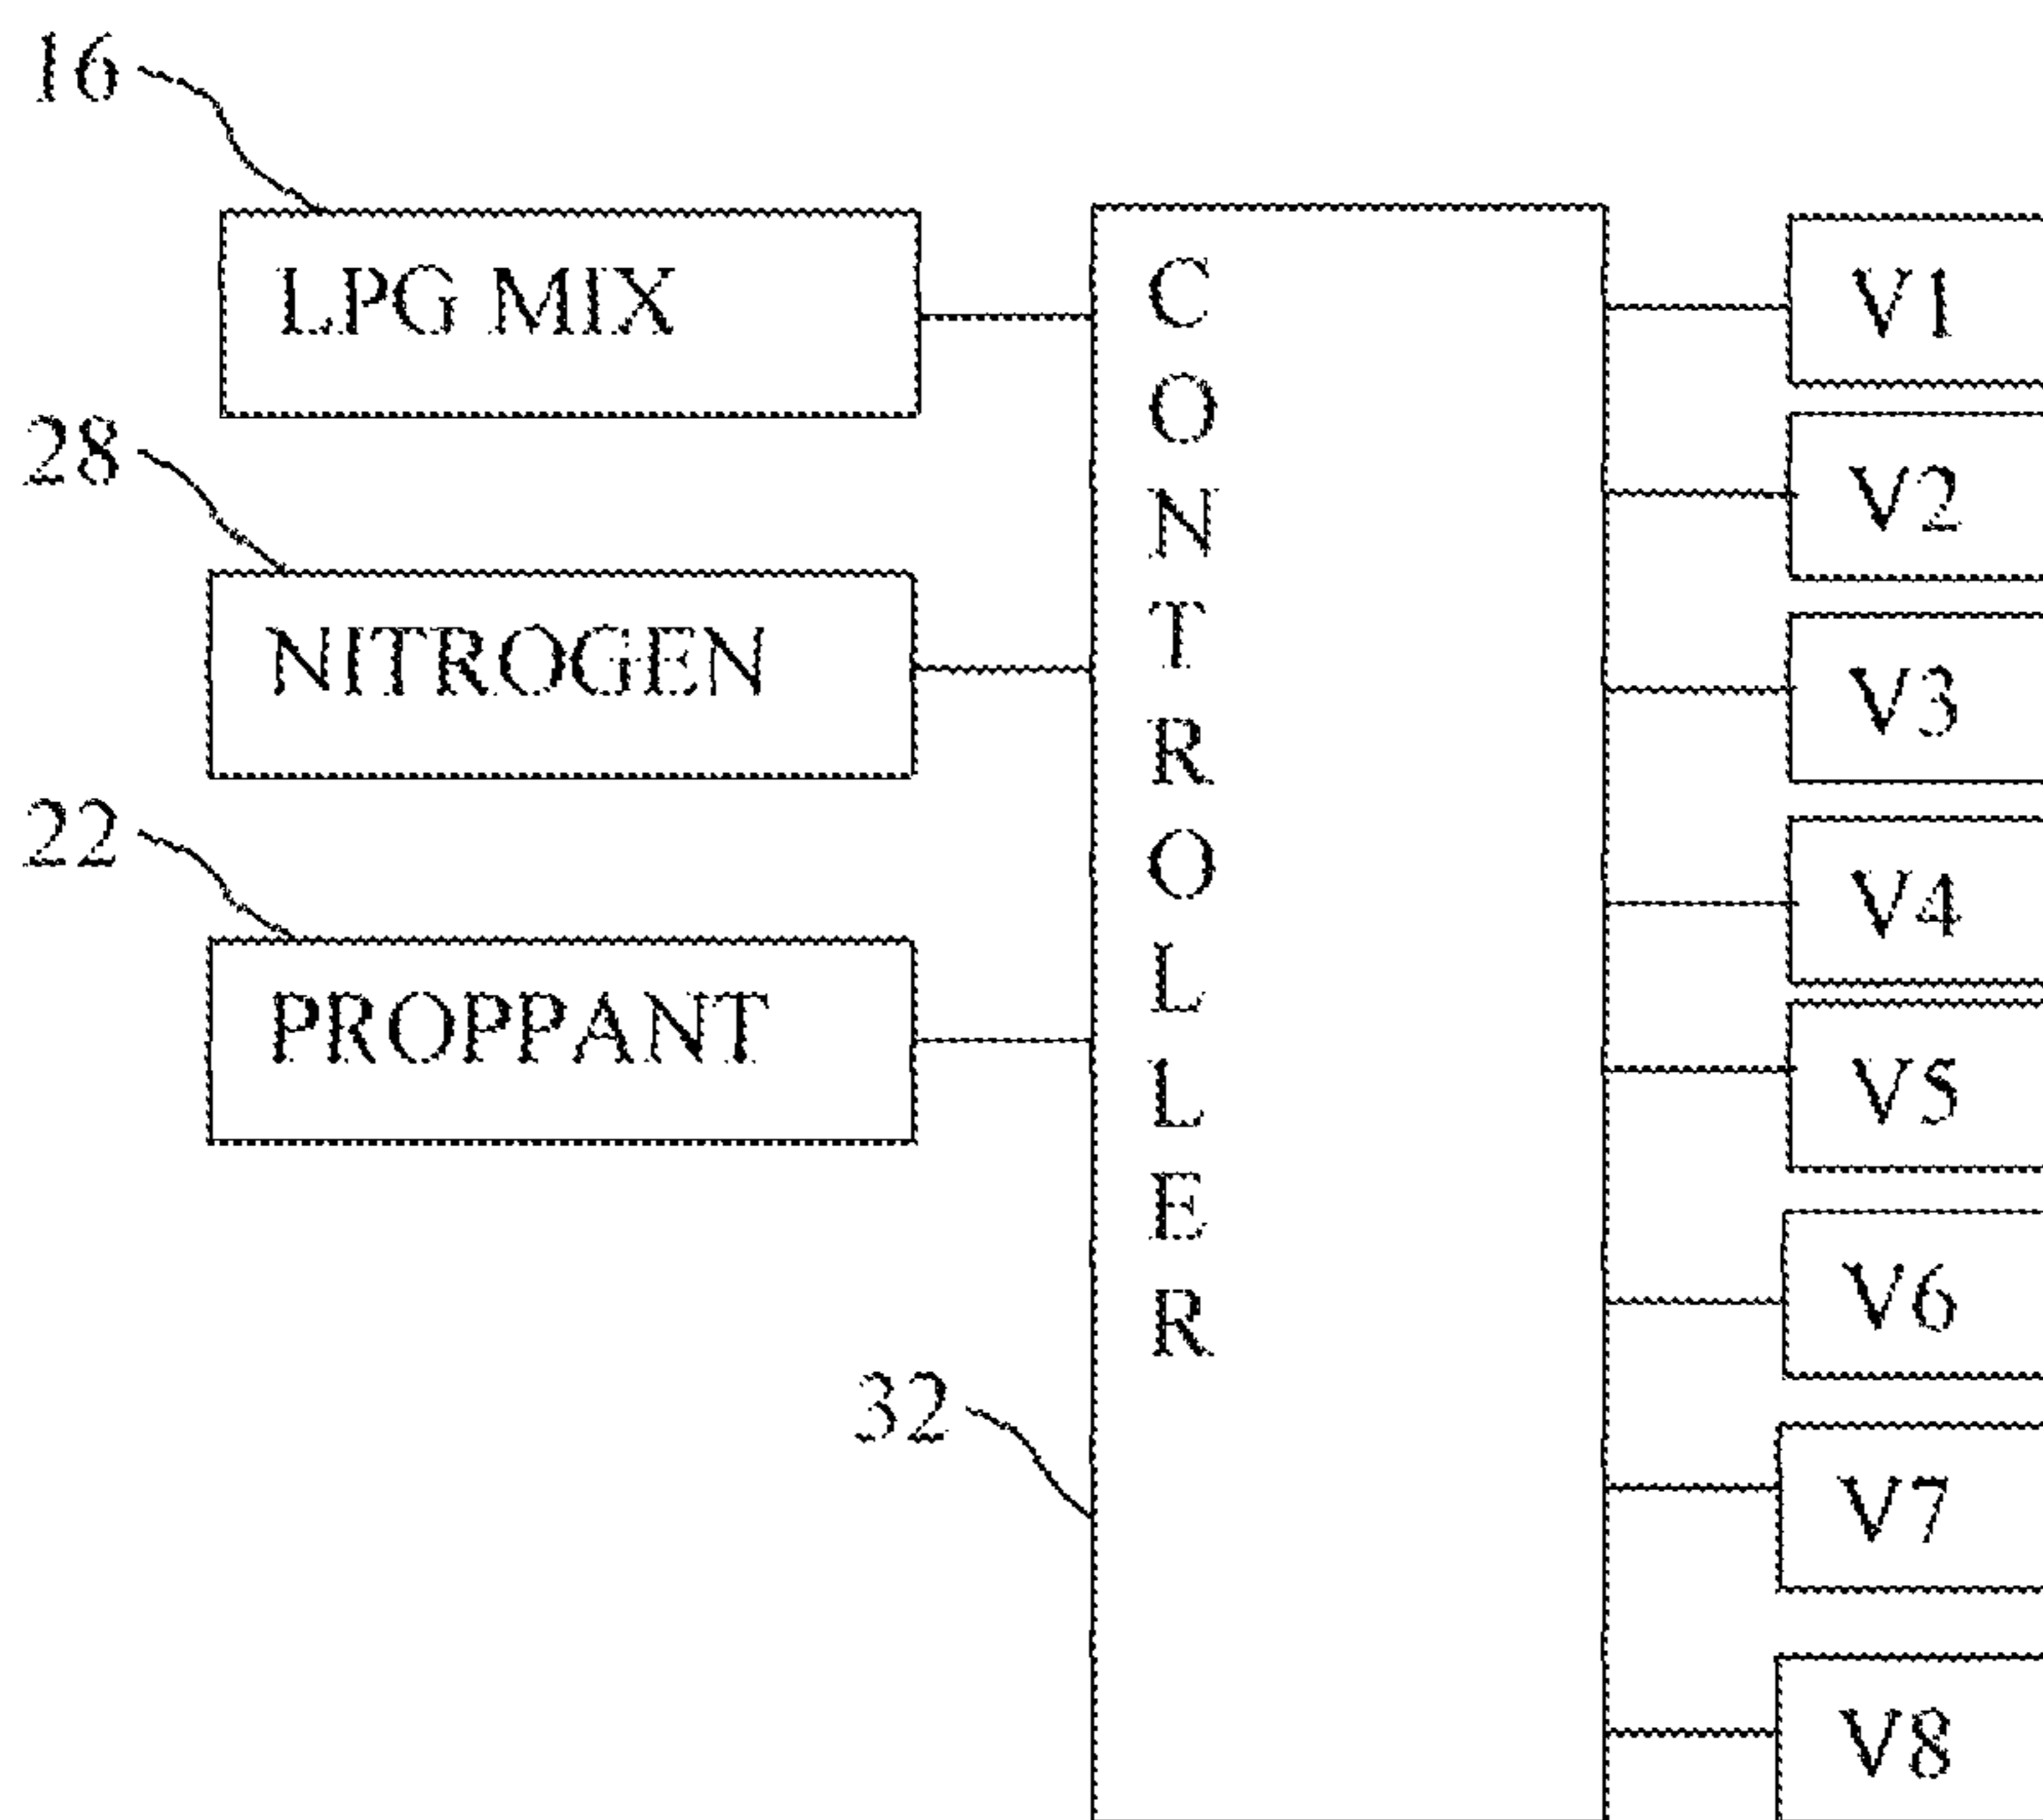 16
LPG MIX
28
NITROGEN
22
PROPPANT
32
C
O
N
T
R
O
L
L
E
R
V1
V2
V3
V4
V5
V6
V7
V8